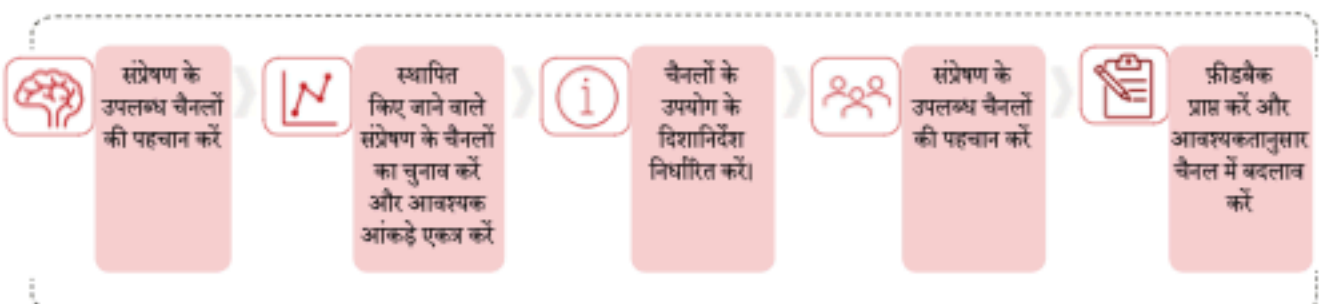 संप्रेषण के
उपलब्ध चैनलों
की पहचान करें
स्थापित
किए जाने वाले
संप्रेषण के चैनलों
का चुनाव करें
और आवश्यक
आंकड़े एकत्र करें
चैनलों के
उपयोग के
दिशानिर्देश
निर्धारित करें।
संप्रेषण के
उपलब्ध चैनलों
की पहचान करें
फ़ीडबैक
प्राप्त करें और
आवश्यकतानुसार
चैनल में बदलाव
करें